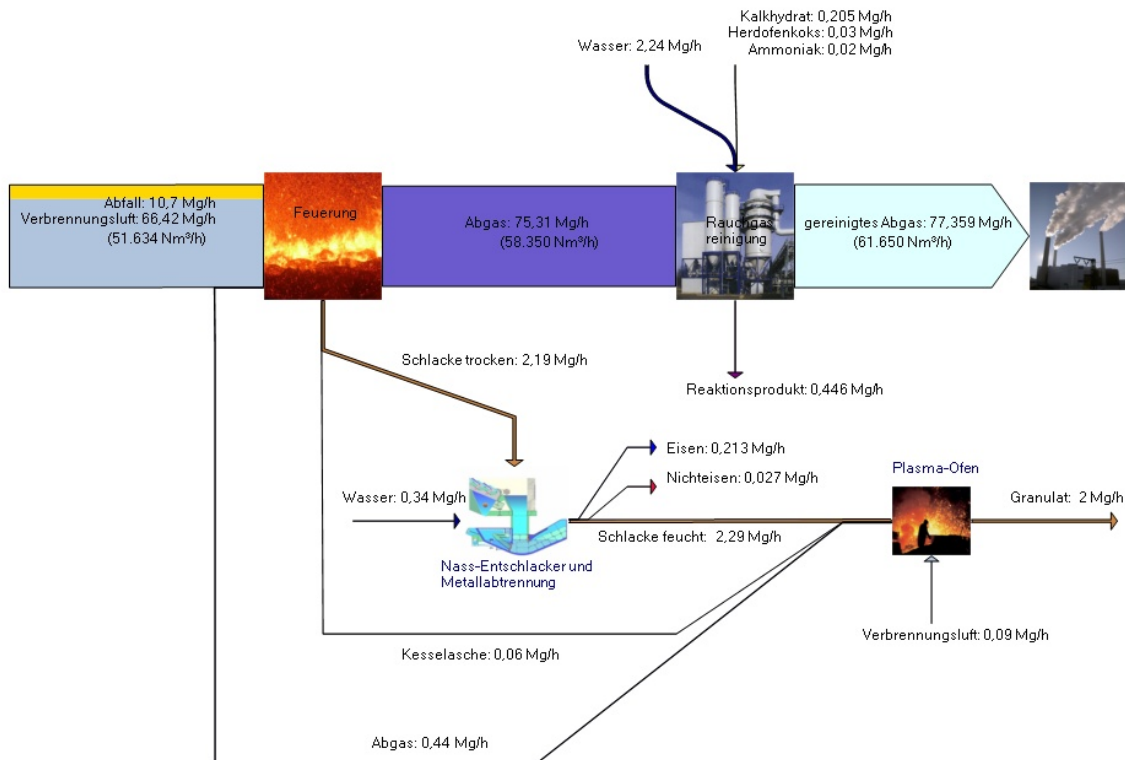 Kalkhydrat: 0,205 Mg/h
Herdofenkoks: 0,03 Mg/h
Ammoniak: 0,02 Mg/h
Wasser: 2,24 Mg/h
Abfall: 10,7 Mg/h
Verbrennungsluft: 66,42 Mg/h
(51.634 Nm³/h)
Feuerung
Abgas: 75,31 Mg/h
(58.350 Nm³/h)
Rauchgas
reinigung
gereinigtes Abgas: 77,359 Mg/h
(61.650 Nm³/h)
Schlacke trocken: 2,19 Mg/h
Reaktionsprodukt: 0,446 Mg/h
Eisen: 0,213 Mg/h
Nichteisen: 0,027 Mg/h
Plasma-Ofen
Wasser: 0,34 Mg/h
Granulat: 2 Mg/h
Schlacke feucht: 2,29 Mg/h
Nass-Entschlacker und
Metallabtrennung
Verbrennungsluft: 0,09 Mg/h
Kesselasche: 0,06 Mg/h
Abgas: 0,44 Mg/h